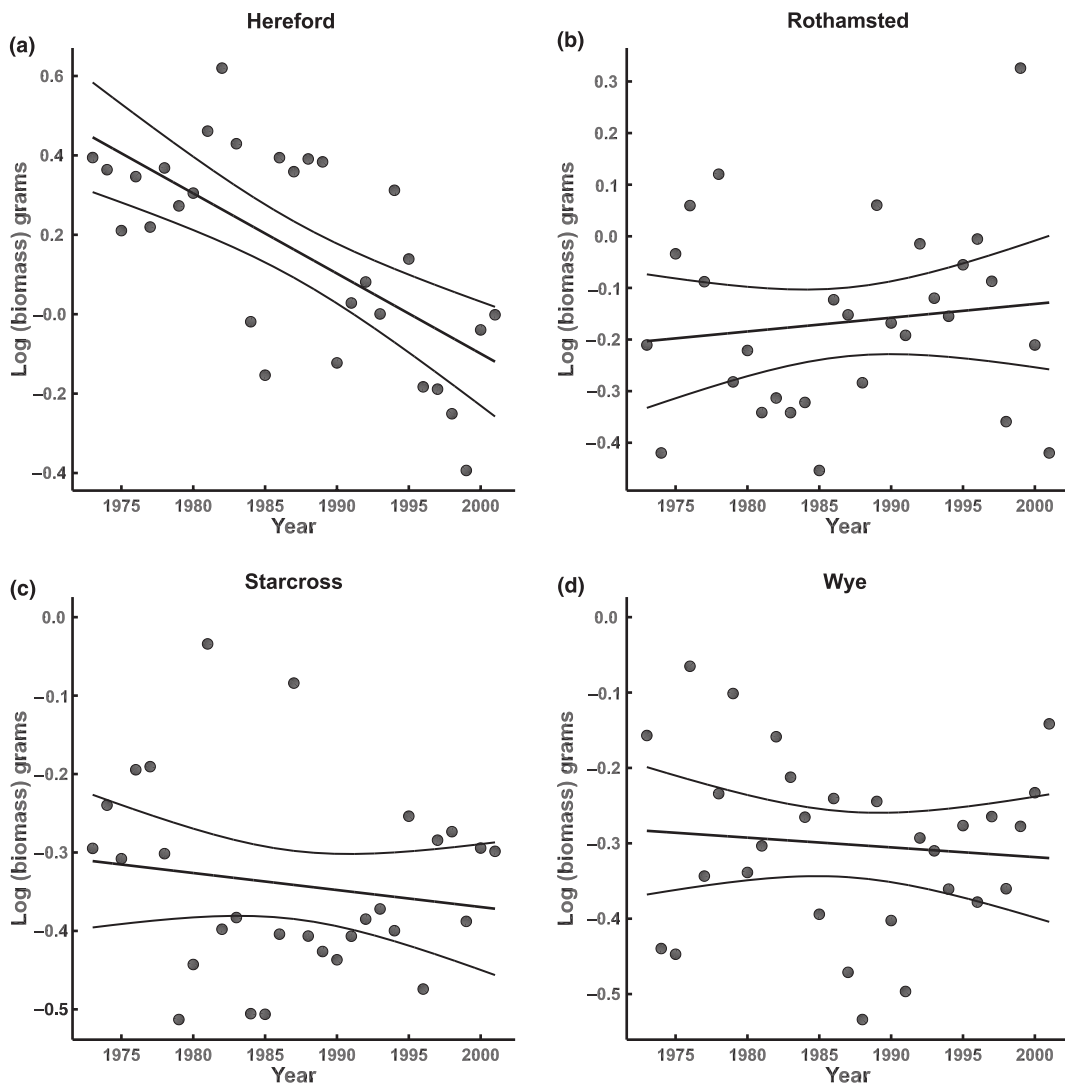 Hereford
(a)
0.6
0.4
0.2
–0.0
–0.2
–0.4
Log (biomass) grams
1975 1980 1985 1990 1995 2000
Year
Rothamsted
(b)
0.3
0.2
0.1
0.0
–0.1
–0.2
–0.3
–0.4
Log (biomass) grams
1975 1980 1985 1990 1995 2000
Year
Starcross
(c)
0.0
–0.1
–0.2
–0.3
–0.4
–0.5
Log (biomass) grams
1975 1980 1985 1990 1995 2000
Year
Wye
(d)
0.0
–0.1
–0.2
–0.3
–0.4
–0.5
Log (biomass) grams
1975 1980 1985 1990 1995 2000
Year